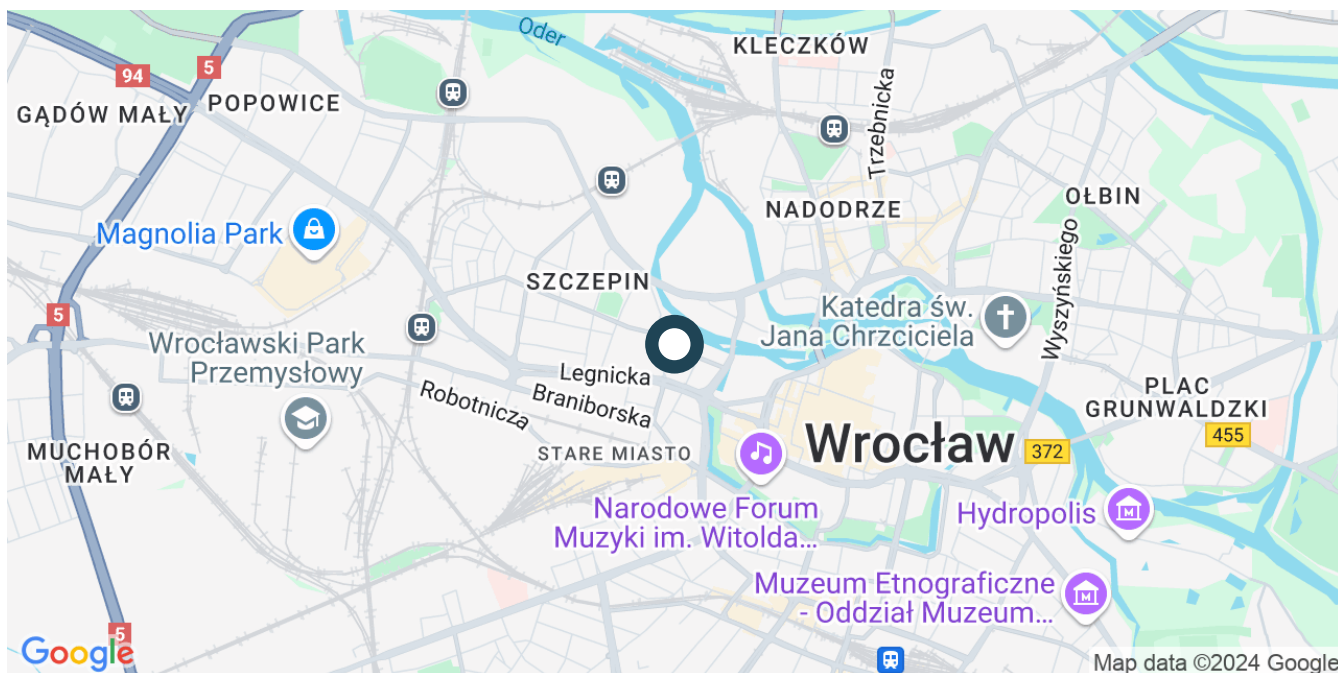 Oder
KLECZKÓW
94
5
GĄDÓW MAŁY
POPOWICE
Trzebnicka
OŁBIN
NADODRZE
Magnolia Park
SZCZEPIN
Wyszyńskiego
Katedra św.
Jana Chrzciciela
5
Wrocławski Park
Przemysłowy
Legnicka
Braniborska
Robotnicza
PLAC
GRUNWALDZKI
455
Wrocław
372
MUCHOBÓR
MAŁY
STARE MIASTO
Narodowe Forum
Muzyki im. Witolda...
Hydropolis
Muzeum Etnograficzne
- Oddział Muzeum...
5
Google
Map data ©2024 Google